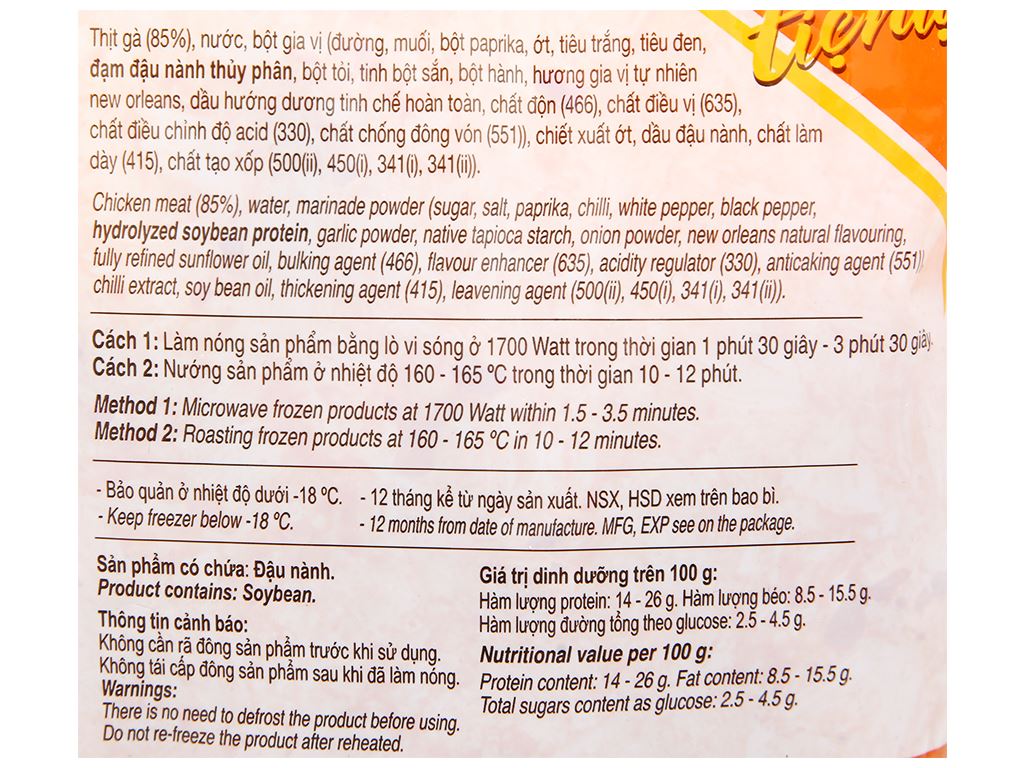 tiện
Thịt gà (85%), nước, bột gia vị (đường, muối, bột paprika, ớt, tiêu trắng, tiêu đen,
đạm đậu nành thủy phân, bột tỏi, tinh bột sắn, bột hành, hương gia vị tự nhiên
new orleans, dầu hướng dương tinh chế hoàn toàn, chất độn (466), chất điều vị (635),
chất điều chỉnh độ acid (330), chất chống đông vón (551)), chiết xuất ớt, dầu đậu nành, chất làm
dày (415), chất tạo xốp (500(ii), 450(i), 341(i), 341(ii)).
Chicken meat (85%), water, marinade powder (sugar, salt, paprika, chilli, white pepper, black pepper,
hydrolyzed soybean protein, garlic powder, native tapioca starch, onion powder, new orleans natural flavouring,
fully refined sunflower oil, bulking agent (466), flavour enhancer (635), acidity regulator (330), anticaking agent (551)
chilli extract, soy bean oil, thickening agent (415), leavening agent (500(ii), 450(i), 341(i), 341(ii)).
Cách 1: Làm nóng sản phẩm bằng lò vi sóng ở 1700 Watt trong thời gian 1 phút 30 giây - 3 phút 30 giây.
Cách 2: Nướng sản phẩm ở nhiệt độ 160 - 165 ºC trong thời gian 10 - 12 phút.
Method 1: Microwave frozen products at 1700 Watt within 1.5 - 3.5 minutes.
Method 2: Roasting frozen products at 160 - 165 ºC in 10 - 12 minutes.
- Bảo quản ở nhiệt độ dưới -18 ºC. - 12 tháng kể từ ngày sản xuất. NSX, HSD xem trên bao bì.
- Keep freezer below -18 ºC. - 12 months from date of manufacture. MFG, EXP see on the package.
Sản phẩm có chứa: Đậu nành.
Product contains: Soybean.
Thông tin cảnh báo:
Không cần rã đông sản phẩm trước khi sử dụng.
Không tái cấp đông sản phẩm sau khi đã làm nóng.
Warnings:
There is no need to defrost the product before using.
Do not re-freeze the product after reheated.
Giá trị dinh dưỡng trên 100 g:
Hàm lượng protein: 14 - 26 g. Hàm lượng béo: 8.5 - 15.5 g.
Hàm lượng đường tổng theo glucose: 2.5 - 4.5 g.
Nutritional value per 100 g:
Protein content: 14 - 26 g. Fat content: 8.5 - 15.5 g.
Total sugars content as glucose: 2.5 - 4.5 g.